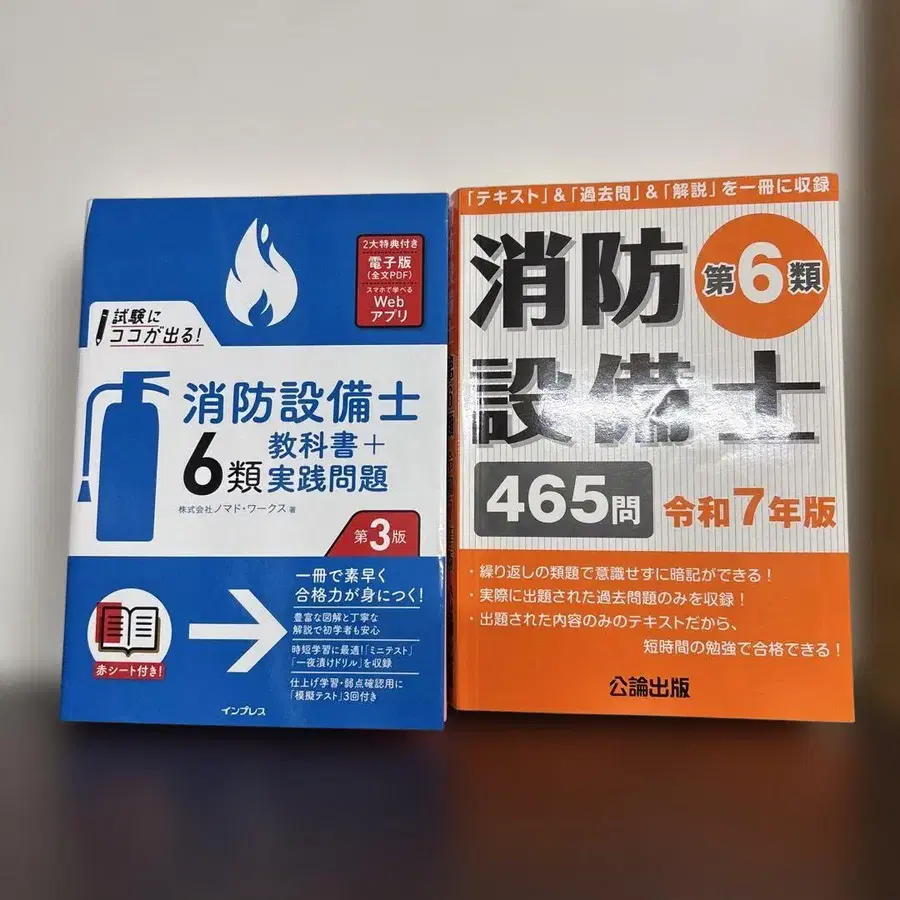 試験に
ココが出る!
2大特典付き
電子版
(全文PDF)
スマホで学べる
Web
アプリ
消防設備士
6類
教科書+
実践問題
株式会社ノマド・ワークス 著
第3版
赤シート付き!
一冊で素早く
合格力が身につく!
豊富な図解と丁寧な
解説で初学者も安心
時短学習に最適!「ミニテスト」
「一夜漬けドリル」を収録
仕上げ学習・弱点確認用に
「模擬テスト」3回付き
インプレス
「テキスト」&「過去問」&「解説」を一冊に収録
消防
第6類
設備士
465問
令和7年版
・繰り返しの類題で意識せずに暗記ができる!
・実際に出題された過去問題のみを収録!
・出題された内容のみのテキストだから、
短時間の勉強で合格できる!
公論出版